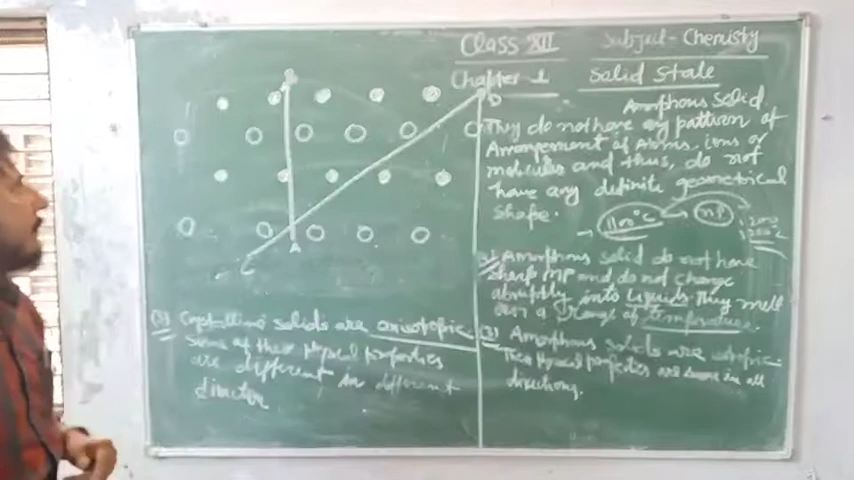 Class XII Subject - Chemistry
Chapter 1 Solid State
Amorphous Solid
They do not have any pattern of
Arrangement of Atoms, ions or
molecules and thus, do not
have any definite geometrical
shape.
1100°C → MP
B
D
A
C
Amorphous solid do not have
sharp MP and do not change
abruptly into liquids. They melt
over a range of temperature.
(3) Crystalline solids are anisotropic.
some of their physical properties
are different in different
direction
(3) Amorphous solids are isotropic.
Their physical properties are same in all
directions.